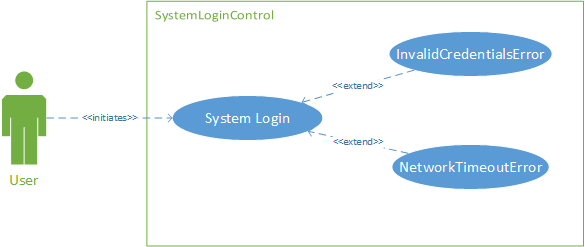 SystemLoginControl
InvalidCredentialsError
<<extend>>
<<initiates>>
System Login
<<extend>>
NetworkTimeoutError
User